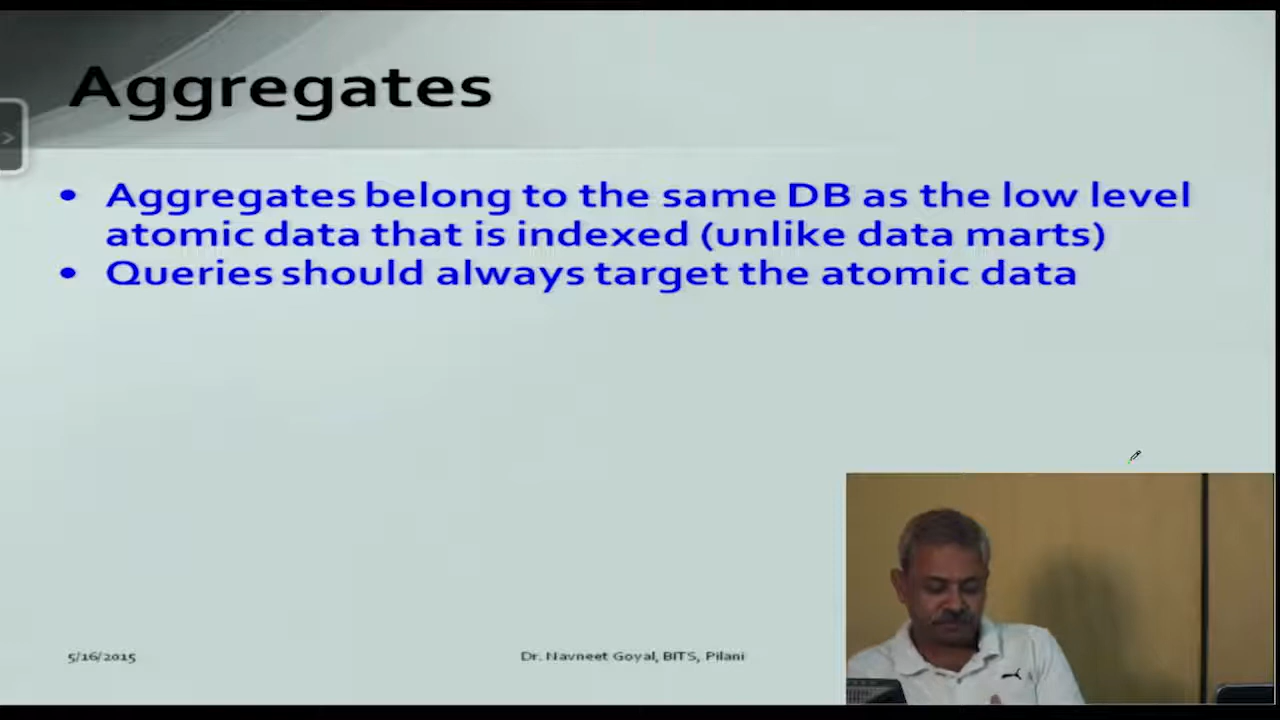 Aggregates
• Aggregates belong to the same DB as the low level
atomic data that is indexed (unlike data marts)
• Queries should always target the atomic data
5/16/2015
Dr. Navneet Goyal, BITS, Pilani